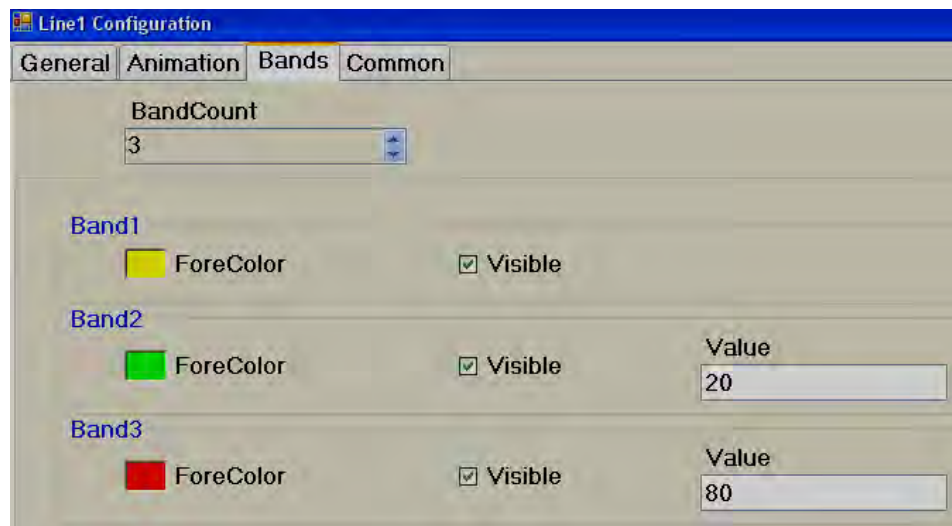 Line1 Configuration
General Animation Bands Common
BandCount
3
Band1
ForeColor Visible
Band2
ForeColor Visible
Value
20
Band3
ForeColor Visible
Value
80